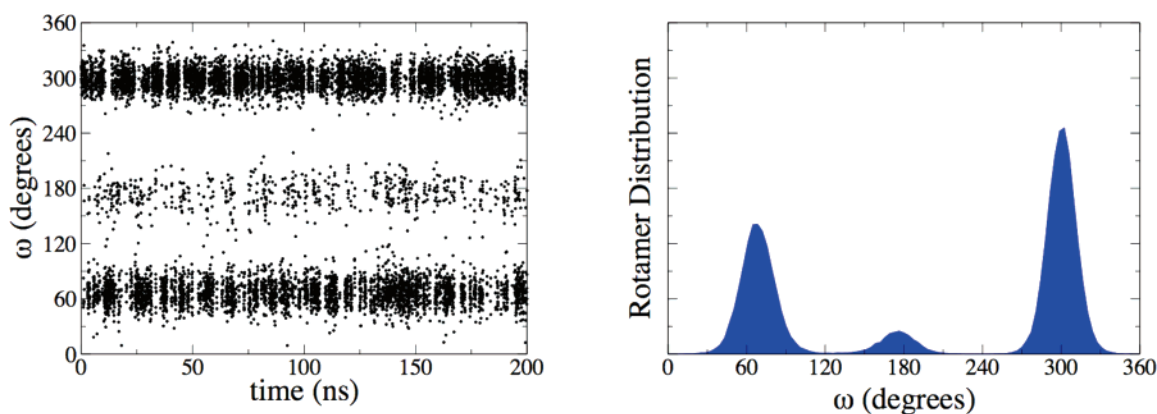 360
300
240
180
120
60
0
ω (degrees)
0 50 100 150 200
time (ns)
Rotamer Distribution
0 60 120 180 240 300 360
ω (degrees)